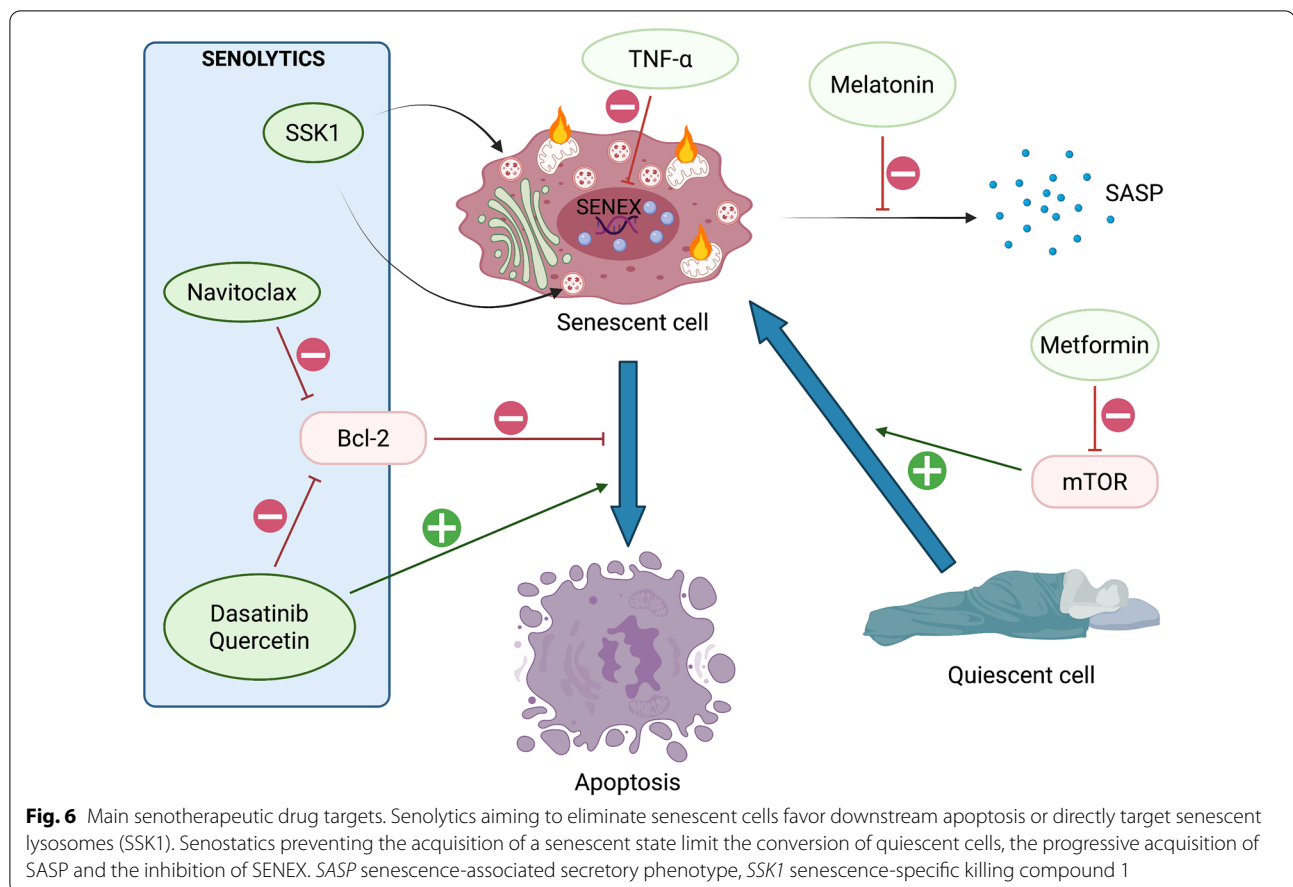 SENOLYTICS
TNF-α
Melatonin
SSK1
SENEX
SASP
Navitoclax
Senescent cell
Metformin
Bcl-2
mTOR
Dasatinib
Quercetin
Quiescent cell
Apoptosis
Fig. 6 Main senotherapeutic drug targets. Senolytics aiming to eliminate senescent cells favor downstream apoptosis or directly target senescent
lysosomes (SSK1). Senostatics preventing the acquisition of a senescent state limit the conversion of quiescent cells, the progressive acquisition of
SASP and the inhibition of SENEX. SASP senescence-associated secretory phenotype, SSK1 senescence-specific killing compound 1